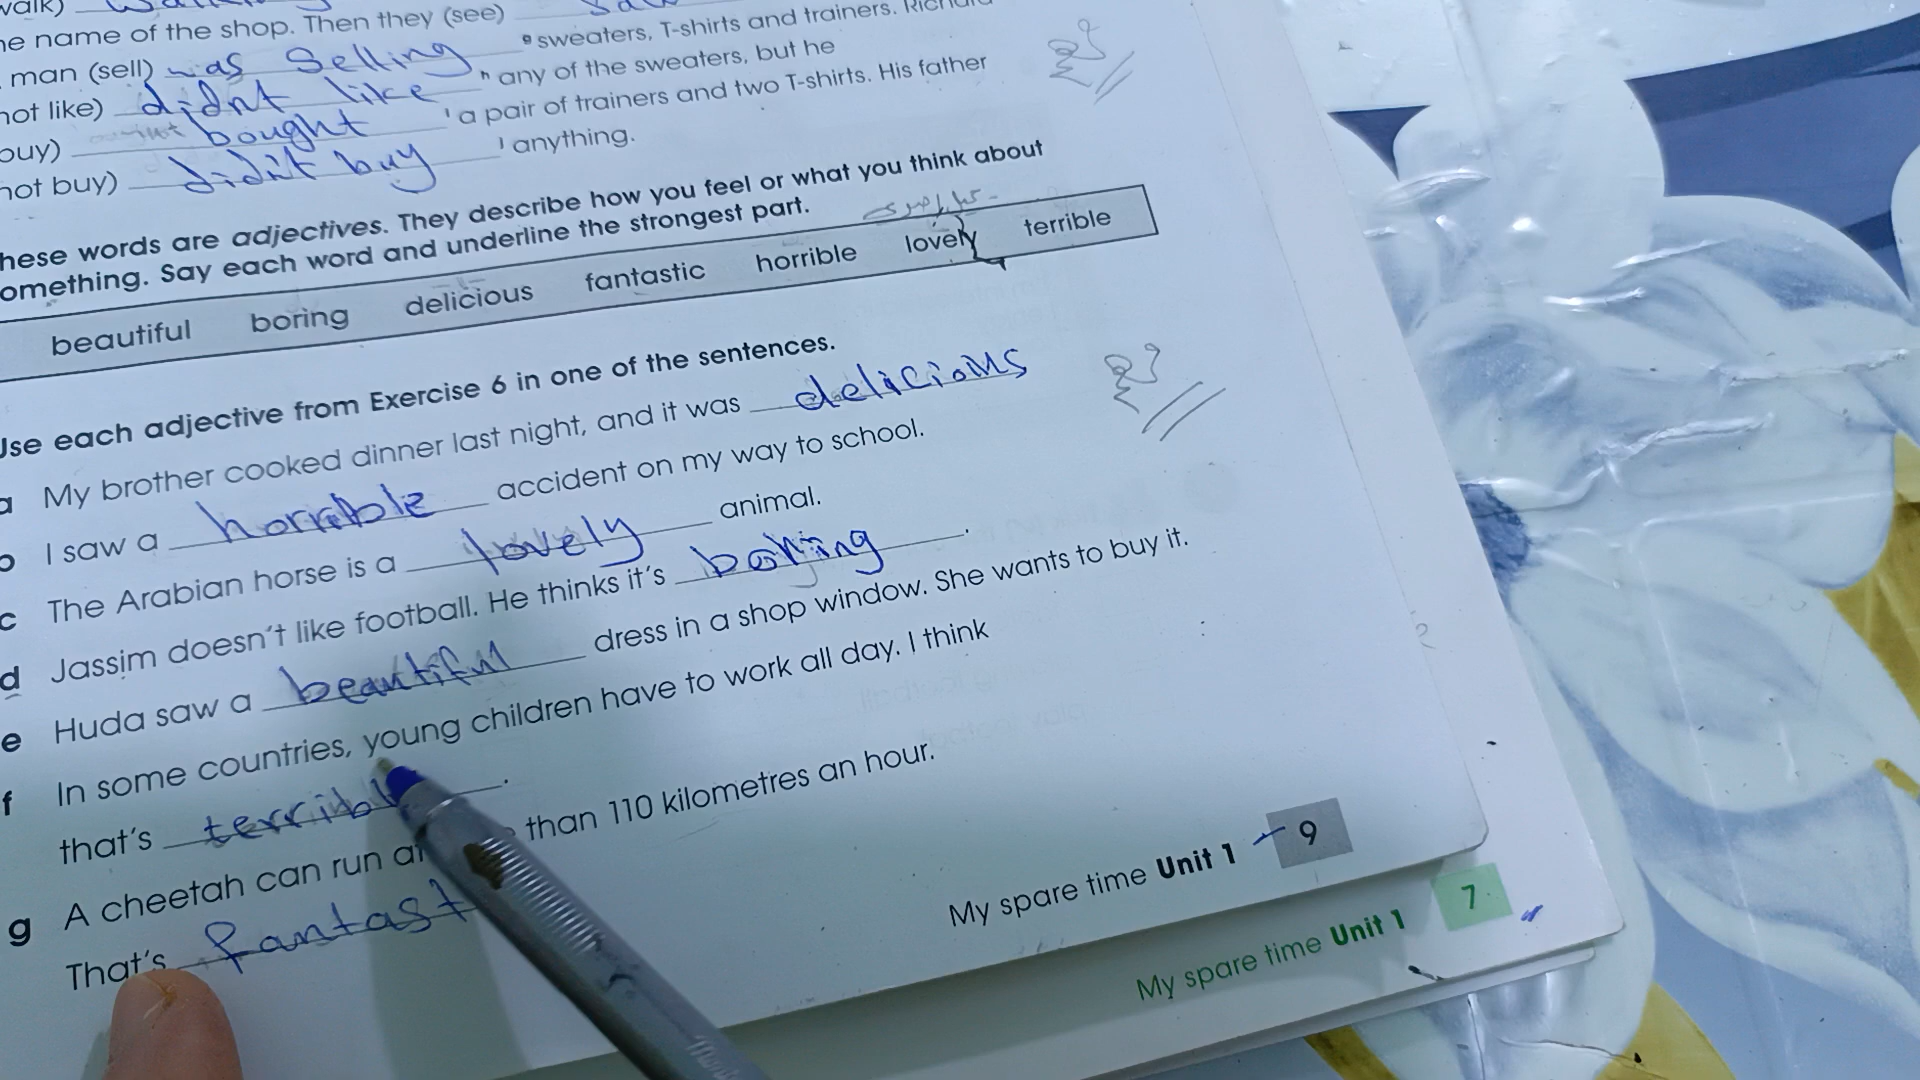 walk)
he name of the shop. Then they (see) saw
man (sell) was Selling sweaters, T-shirts and trainers. Richard
not like) didnt like any of the sweaters, but he
buy) bought a pair of trainers and two T-shirts. His father
not buy) didn't buy anything.
hese words are adjectives. They describe how you feel or what you think about
omething. Say each word and underline the strongest part.
beautiful boring delicious fantastic horrible lovely terrible
Use each adjective from Exercise 6 in one of the sentences.
a My brother cooked dinner last night, and it was delicious
b I saw a horrible accident on my way to school.
c The Arabian horse is a lovely animal.
d Jassim doesn't like football. He thinks it's boring.
e Huda saw a beautiful dress in a shop window. She wants to buy it.
f In some countries, young children have to work all day. I think
that's terribl.
g A cheetah can run at than 110 kilometres an hour.
That's fantast
My spare time Unit 1 9
My spare time Unit 1 7